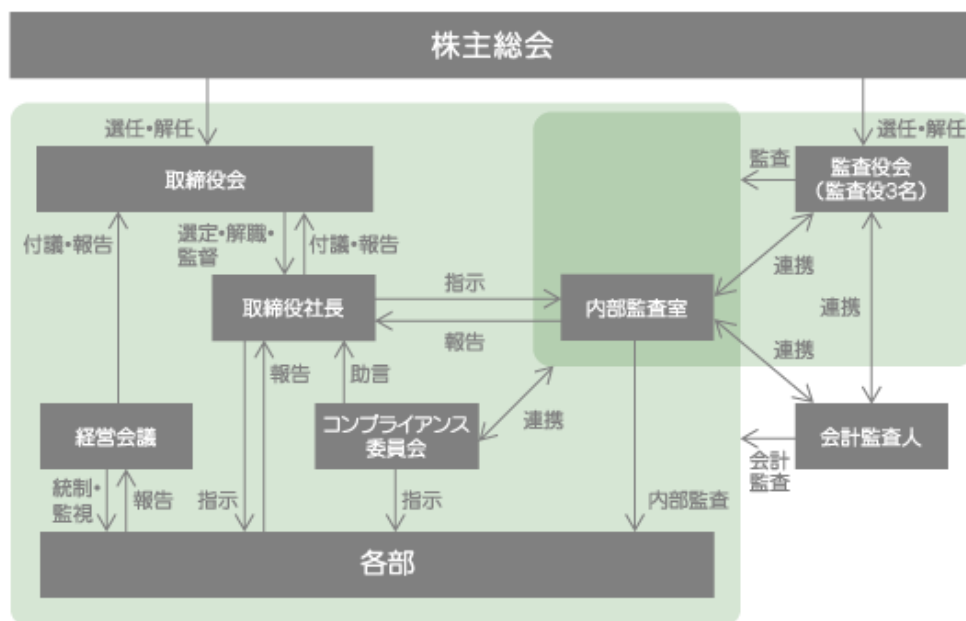 株主総会
選任・解任
選任・解任
取締役会
監査
監査役会
(監査役3名)
付議・報告
選定・解職・
監督
付議・報告
連携
取締役社長
指示
内部監査室
連携
報告
連携
報告
助言
経営会議
コンプライアンス
委員会
連携
会計監査人
統制・
監視
報告
指示
指示
内部監査
会計
監査
各部